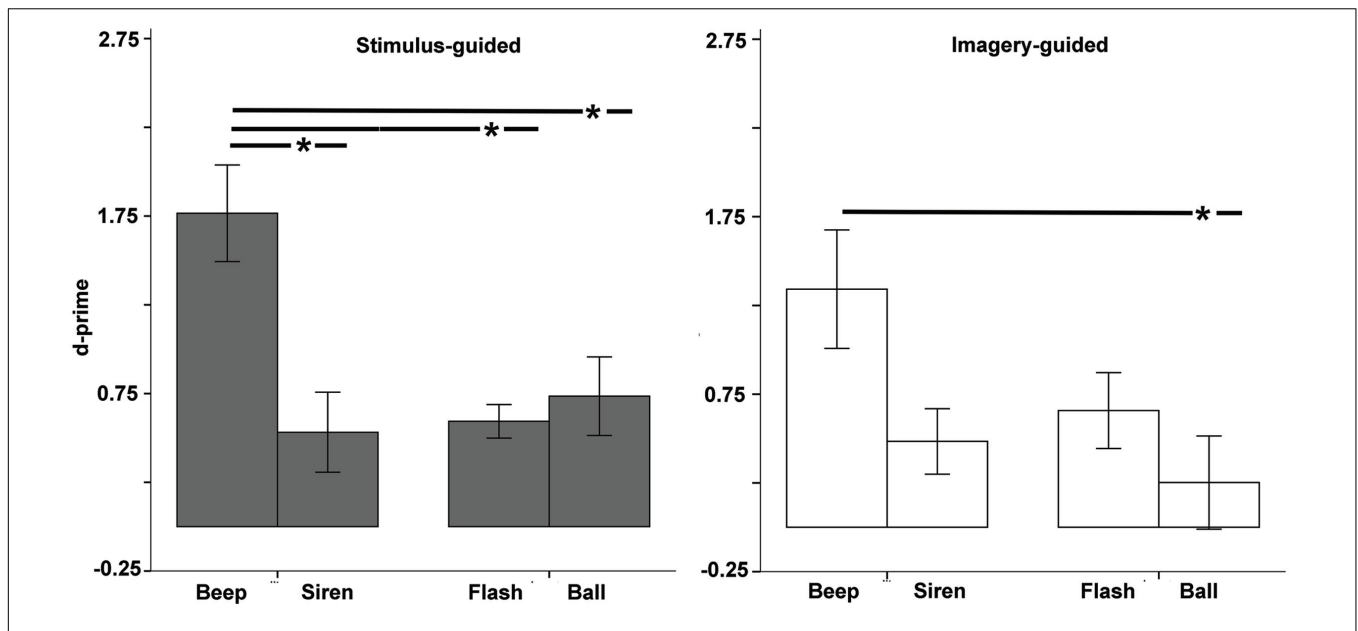 Stimulus-guided
2.75
1.75
0.75
-0.25
d-prime
*
*
*
Beep
Siren
Flash
Ball
Imagery-guided
2.75
1.75
0.75
-0.25
*
Beep
Siren
Flash
Ball